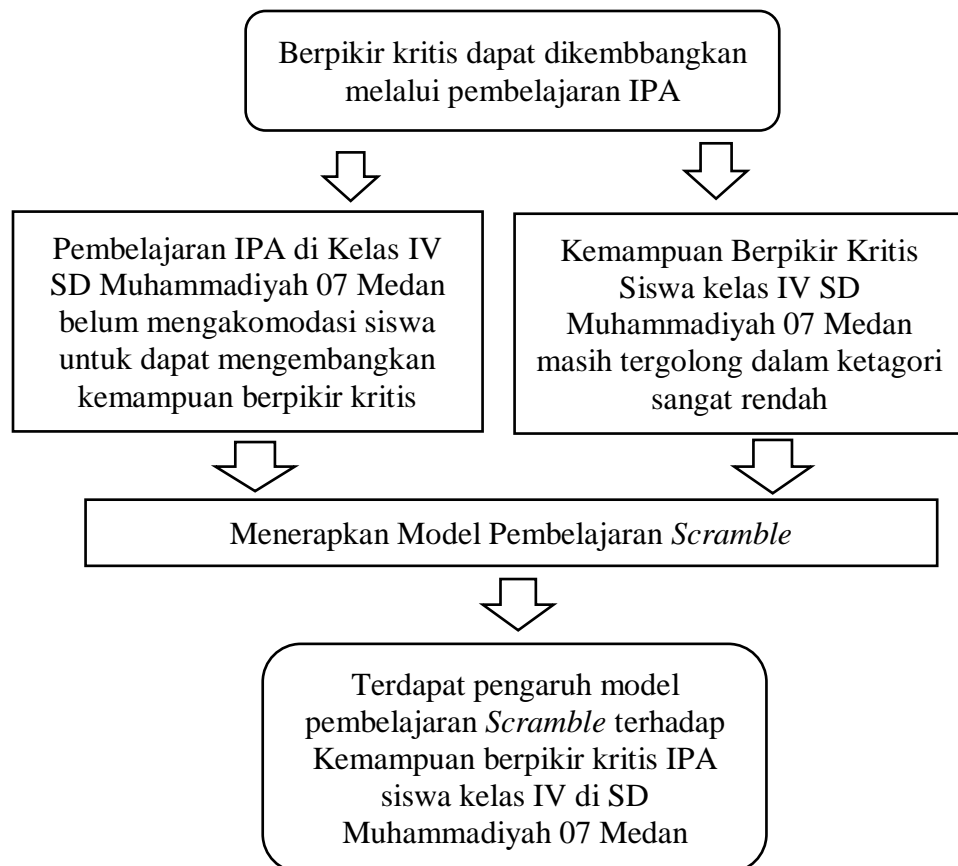 Berpikir kritis dapat dikembbangkan
melalui pembelajaran IPA
Pembelajaran IPA di Kelas IV
SD Muhammadiyah 07 Medan
belum mengakomodasi siswa
untuk dapat mengembangkan
kemampuan berpikir kritis
Kemampuan Berpikir Kritis
Siswa kelas IV SD
Muhammadiyah 07 Medan
masih tergolong dalam ketagori
sangat rendah
Menerapkan Model Pembelajaran Scramble
Terdapat pengaruh model
pembelajaran Scramble terhadap
Kemampuan berpikir kritis IPA
siswa kelas IV di SD
Muhammadiyah 07 Medan